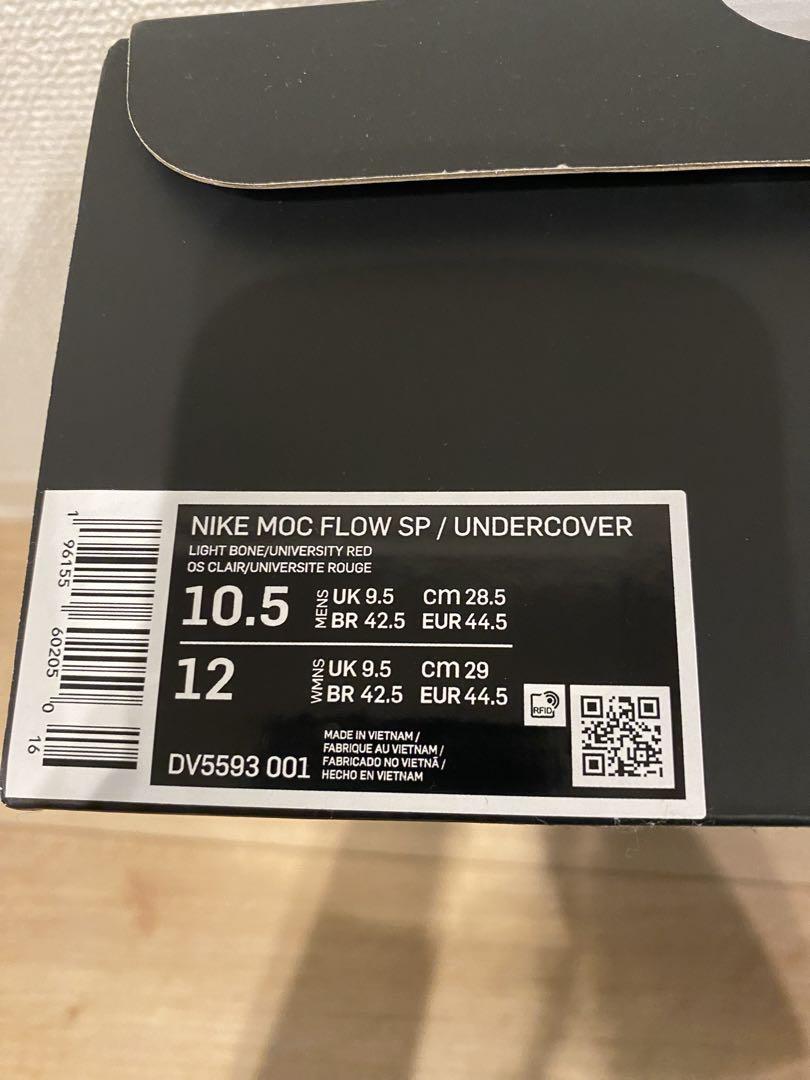 NIKE MOC FLOW SP / UNDERCOVER
LIGHT BONE/UNIVERSITY RED
OS CLAIR/UNIVERSITE ROUGE
10.5 MENS UK 9.5 cm 28.5
BR 42.5 EUR 44.5
12 WMNS UK 9.5 cm 29
BR 42.5 EUR 44.5
RFID
DV5593 001
MADE IN VIETNAM /
FABRIQUE AU VIETNAM /
FABRICADO NO VIETNÃ /
HECHO EN VIETNAM
1 96155 60205 0 16